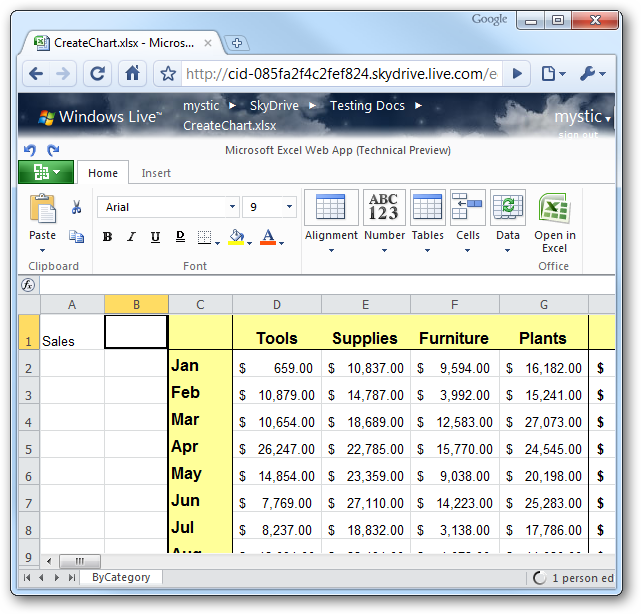 Google
CreateChart.xlsx - Micros...
http://cid-085fa2f4c2fef824.skydrive.live.com/e
Windows Live™ mystic ► SkyDrive ► Testing Docs ►
CreateChart.xlsx
mystic
sign out
Microsoft Excel Web App (Technical Preview)
Home Insert
Paste
Clipboard
Arial 9
B I U D
A
Font
ABC
123
Alignment Number Tables Cells Data Open in
Excel
Office
fx
A B C D E F G
1 Sales Tools Supplies Furniture Plants
2 Jan $ 659.00 $ 10,837.00 $ 9,594.00 $ 16,182.00 $
3 Feb $ 10,879.00 $ 14,787.00 $ 3,992.00 $ 15,241.00 $
4 Mar $ 10,654.00 $ 18,689.00 $ 12,583.00 $ 27,073.00 $
5 Apr $ 26,247.00 $ 22,785.00 $ 15,770.00 $ 24,545.00 $
6 May $ 14,854.00 $ 23,359.00 $ 9,038.00 $ 20,198.00 $
7 Jun $ 7,769.00 $ 27,110.00 $ 14,223.00 $ 25,283.00 $
8 Jul $ 8,237.00 $ 18,832.00 $ 3,138.00 $ 17,786.00 $
9 Aug
ByCategory
1 person ed